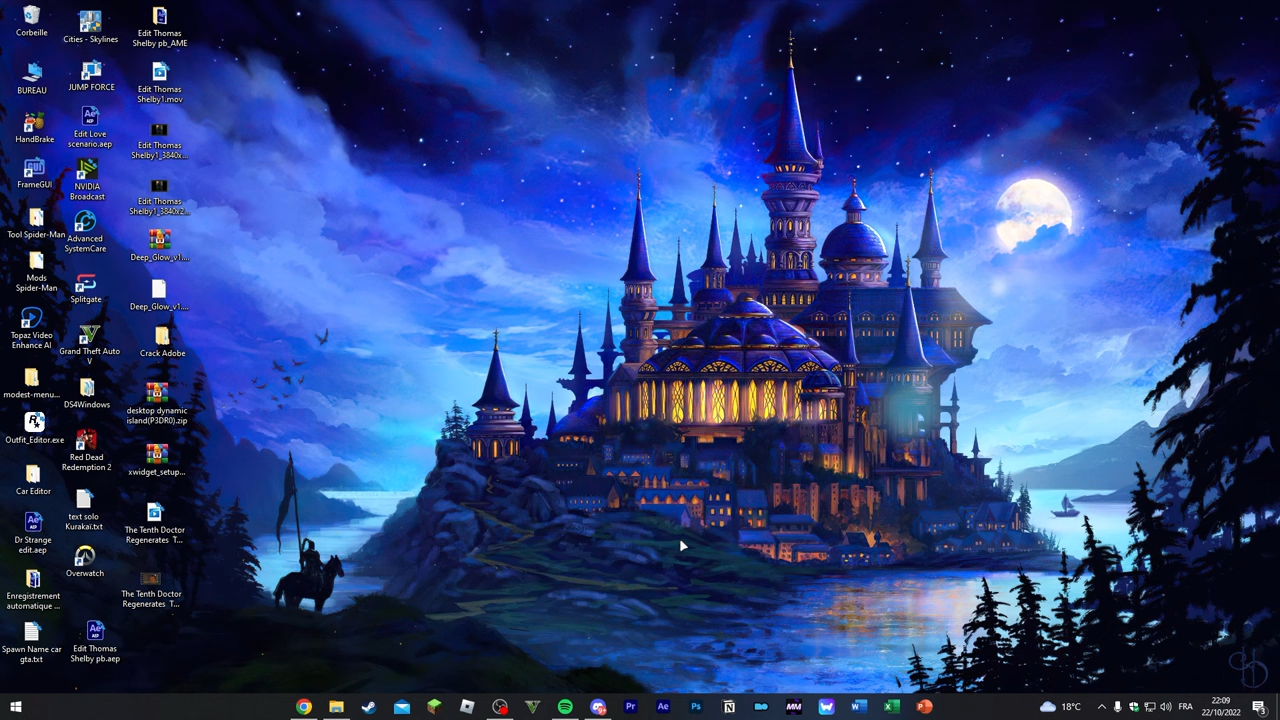 Corbeille
BUREAU
HandBrake
FrameGUI
Tool Spider-Man
Mods
Spider-Man
Topaz Video
Enhance AI
modest-menu...
Outfit_Editor.exe
Car Editor
Dr Strange
edit.aep
Enregistrement
automatique ...
Spawn Name car
gta.txt
Cities - Skylines
JUMP FORCE
Edit Love
scenario.aep
NVIDIA
Broadcast
Advanced
SystemCare
Splitgate
Grand Theft Auto
V
DS4Windows
Red Dead
Redemption 2
text solo
Kurakai.txt
Overwatch
Edit Thomas
Shelby pb.aep
Edit Thomas
Shelby pb_AME
Edit Thomas
Shelby1.mov
Edit Thomas
Shelby1_3840x...
Edit Thomas
Shelby1_3840x2...
Deep_Glow_v1....
Deep_Glow_v1....
Crack Adobe
desktop dynamic
island(P3DR0).zip
xwidget_setup...
The Tenth Doctor
Regenerates T...
The Tenth Doctor
Regenerates T...
18°C
FRA
22:09
22/10/2022
3